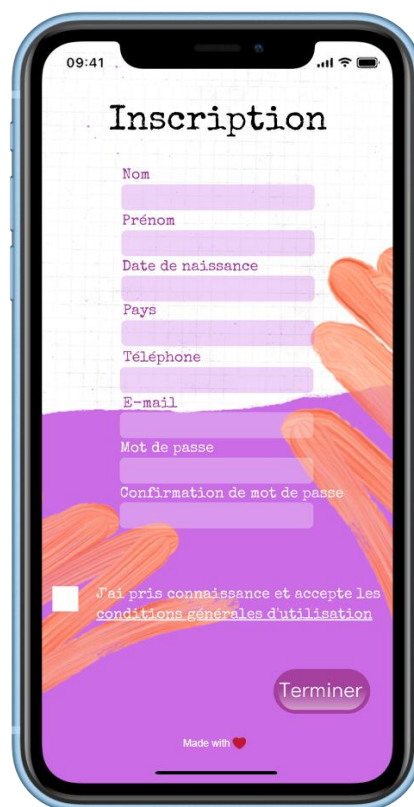 09:41
Inscription
Nom
Prénom
Date de naissance
Pays
Téléphone
E-mail
Mot de passe
Confirmation de mot de passe
J'ai pris connaissance et accepte les
conditions générales d'utilisation
Terminer
Made with